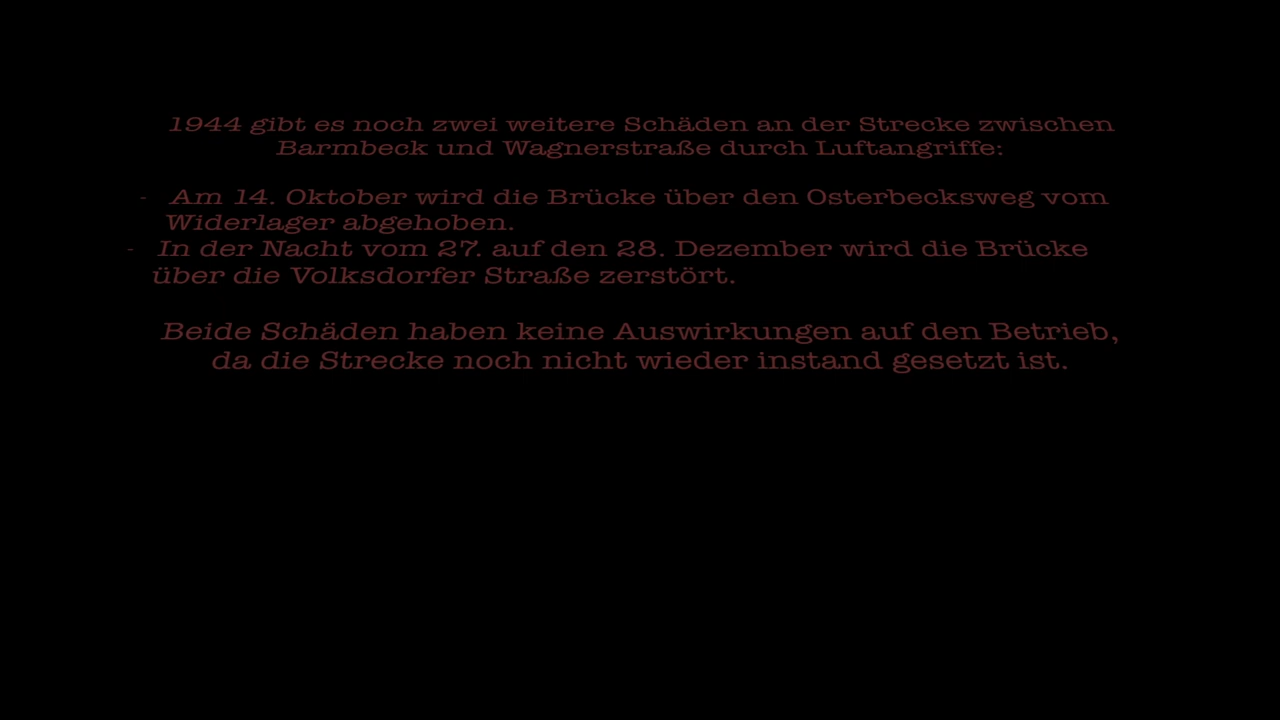 1944 gibt es noch zwei weitere Schäden an der Strecke zwischen
Barmbeck und Wagnerstraße durch Luftangriffe:
- Am 14. Oktober wird die Brücke über den Osterbecksweg vom
Widerlager abgehoben.
- In der Nacht vom 27. auf den 28. Dezember wird die Brücke
über die Volksdorfer Straße zerstört.
Beide Schäden haben keine Auswirkungen auf den Betrieb,
da die Strecke noch nicht wieder instand gesetzt ist.